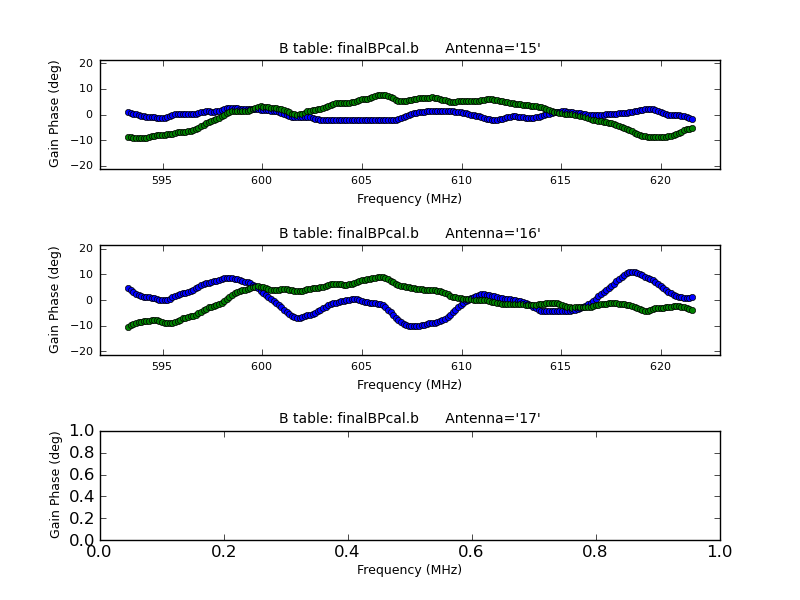 B table: finalBPcal.b Antenna='15'
20
10
0
−10
−20
Gain Phase (deg)
595 600 605 610 615 620
Frequency (MHz)
B table: finalBPcal.b Antenna='16'
20
10
0
−10
−20
Gain Phase (deg)
595 600 605 610 615 620
Frequency (MHz)
B table: finalBPcal.b Antenna='17'
1.0
0.8
0.6
0.4
0.2
0.0
Gain Phase (deg)
0.0 0.2 0.4 0.6 0.8 1.0
Frequency (MHz)